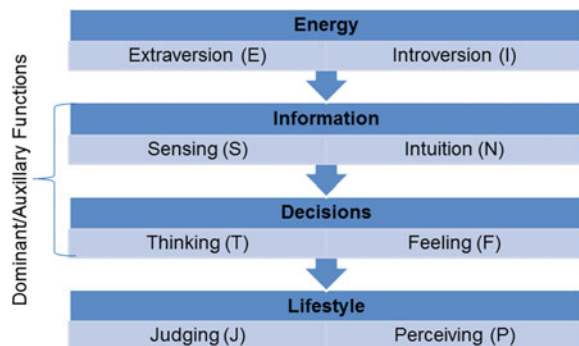 Energy
Extraversion (E) Introversion (I)
Information
Sensing (S) Intuition (N)
Decisions
Thinking (T) Feeling (F)
Lifestyle
Judging (J) Perceiving (P)
Dominant/Auxillary Functions